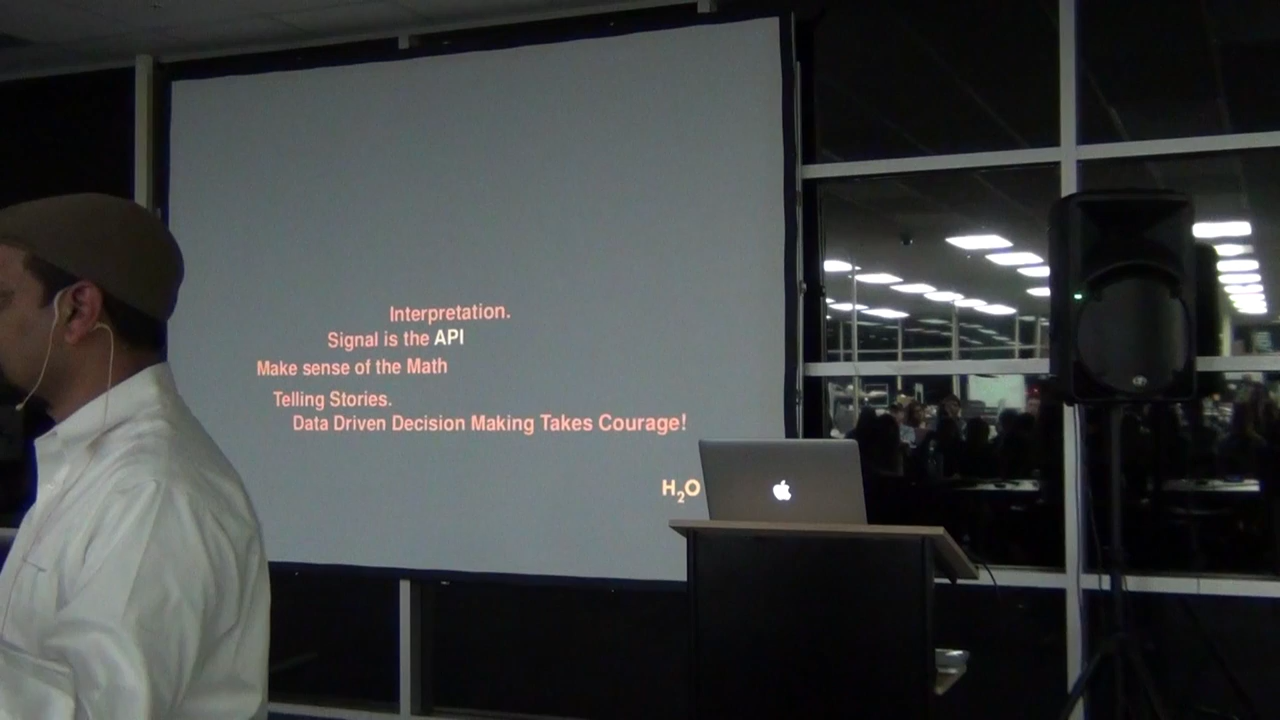 Interpretation.
Signal is the API
Make sense of the Math
Telling Stories.
Data Driven Decision Making Takes Courage!
H₂O